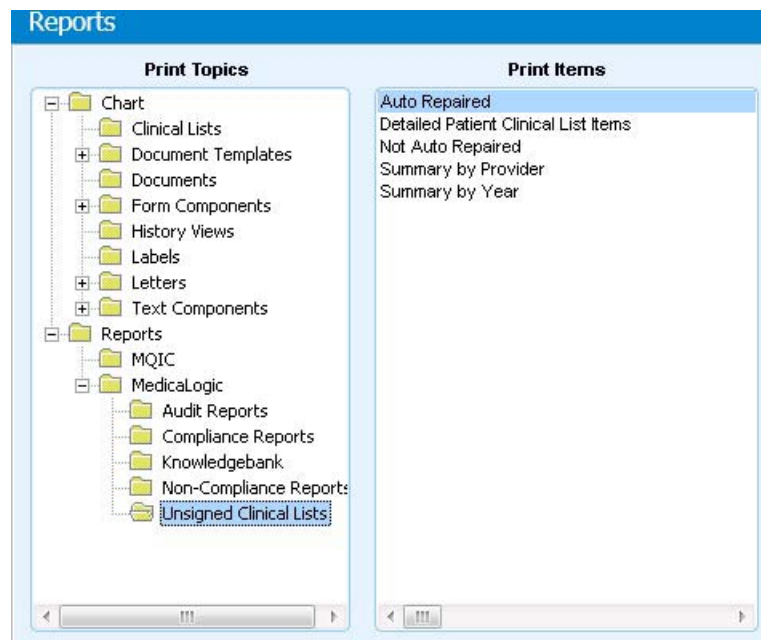 Reports
Print Topics
Chart
Clinical Lists
Document Templates
Documents
Form Components
History Views
Labels
Letters
Text Components
Reports
MQIC
MedicaLogic
Audit Reports
Compliance Reports
Knowledgebank
Non-Compliance Reports
Unsigned Clinical Lists
Print Items
Auto Repaired
Detailed Patient Clinical List Items
Not Auto Repaired
Summary by Provider
Summary by Year